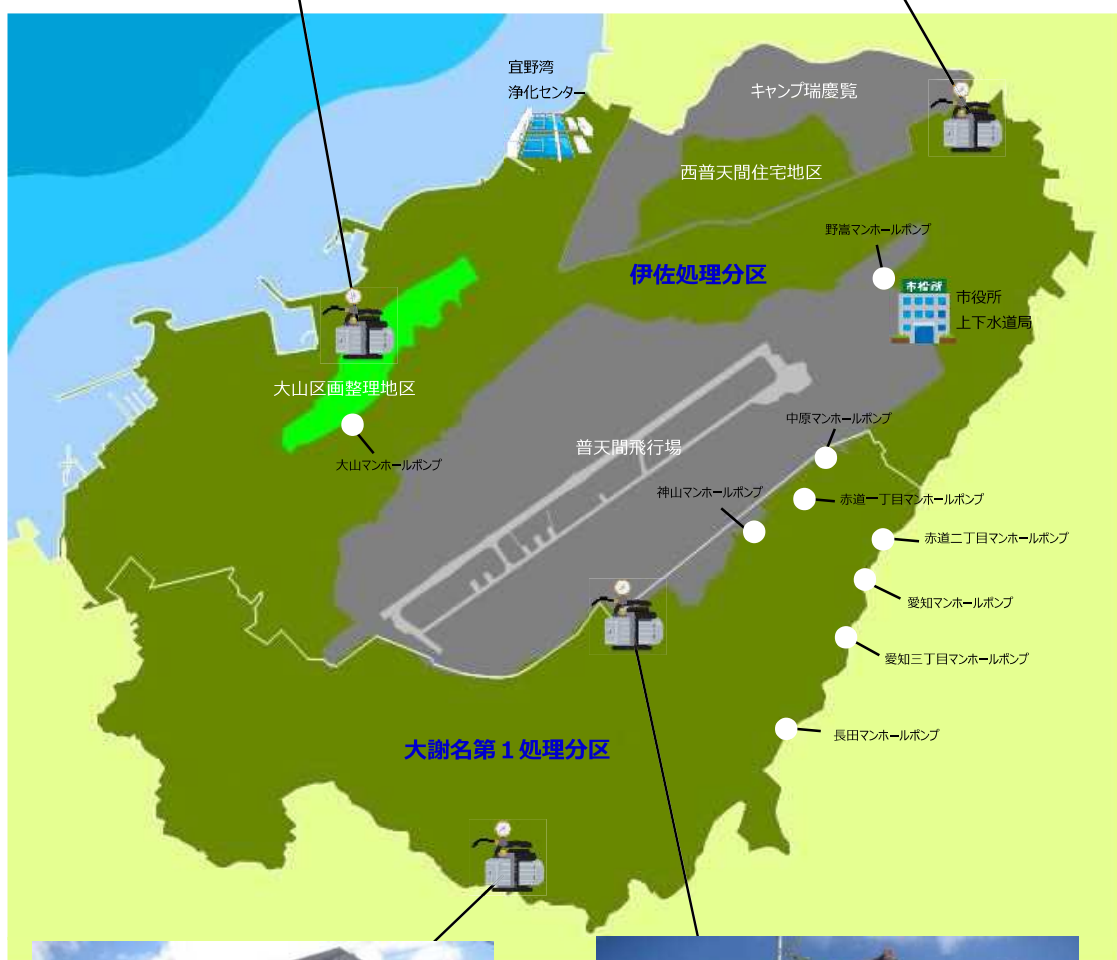 宜野湾
浄化センター
キャンプ瑞慶覧
西普天間住宅地区
野嵩マンホールポンプ
伊佐処理分区
市役所
市役所
上下水道局
大山区画整理地区
中原マンホールポンプ
普天間飛行場
大山マンホールポンプ
神山マンホールポンプ
赤道一丁目マンホールポンプ
赤道二丁目マンホールポンプ
愛知マンホールポンプ
愛知三丁目マンホールポンプ
長田マンホールポンプ
大謝名第1処理分区